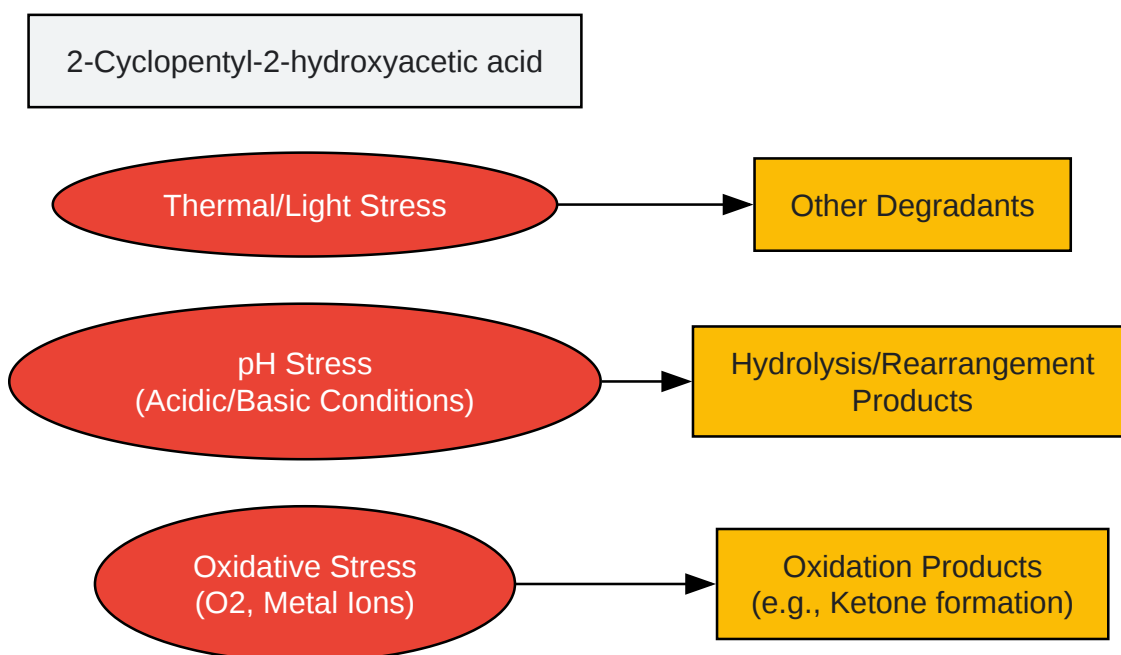 2-Cyclopentyl-2-hydroxyacetic acid
Thermal/Light Stress
Other Degradants
pH Stress
(Acidic/Basic Conditions)
Hydrolysis/Rearrangement
Products
Oxidative Stress
(O2, Metal Ions)
Oxidation Products
(e.g., Ketone formation)